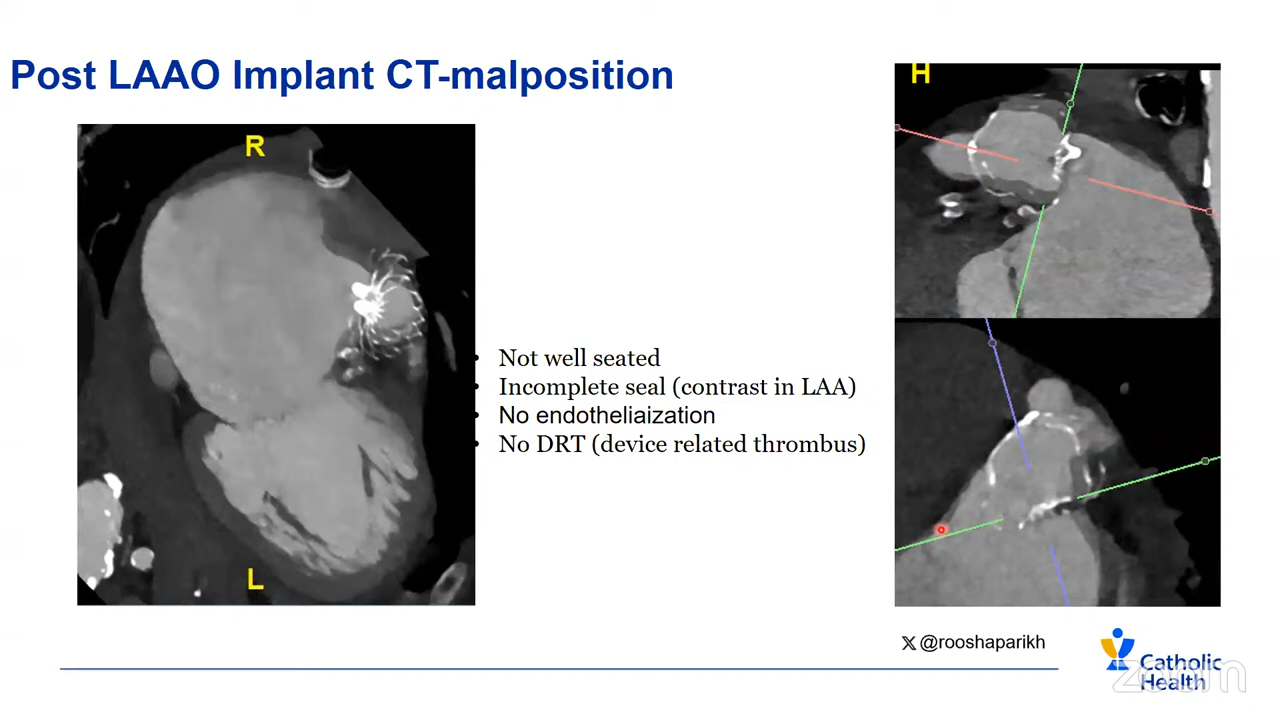 Post LAAO Implant CT-malposition
R
H
• Not well seated
• Incomplete seal (contrast in LAA)
• No endotheliaization
• No DRT (device related thrombus)
L
@rooshaparikh
Catholic
Health
zoom